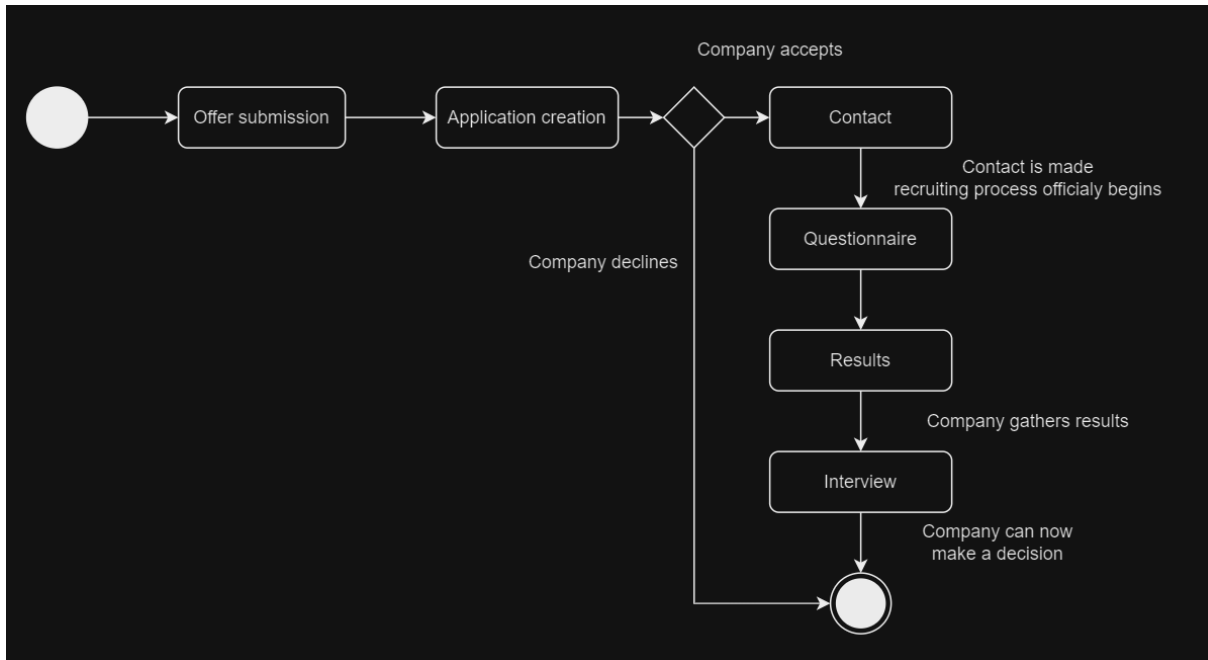 Company accepts
Offer submission
Application creation
Contact
Contact is made
recruiting process officialy begins
Questionnaire
Company declines
Results
Company gathers results
Interview
Company can now
make a decision